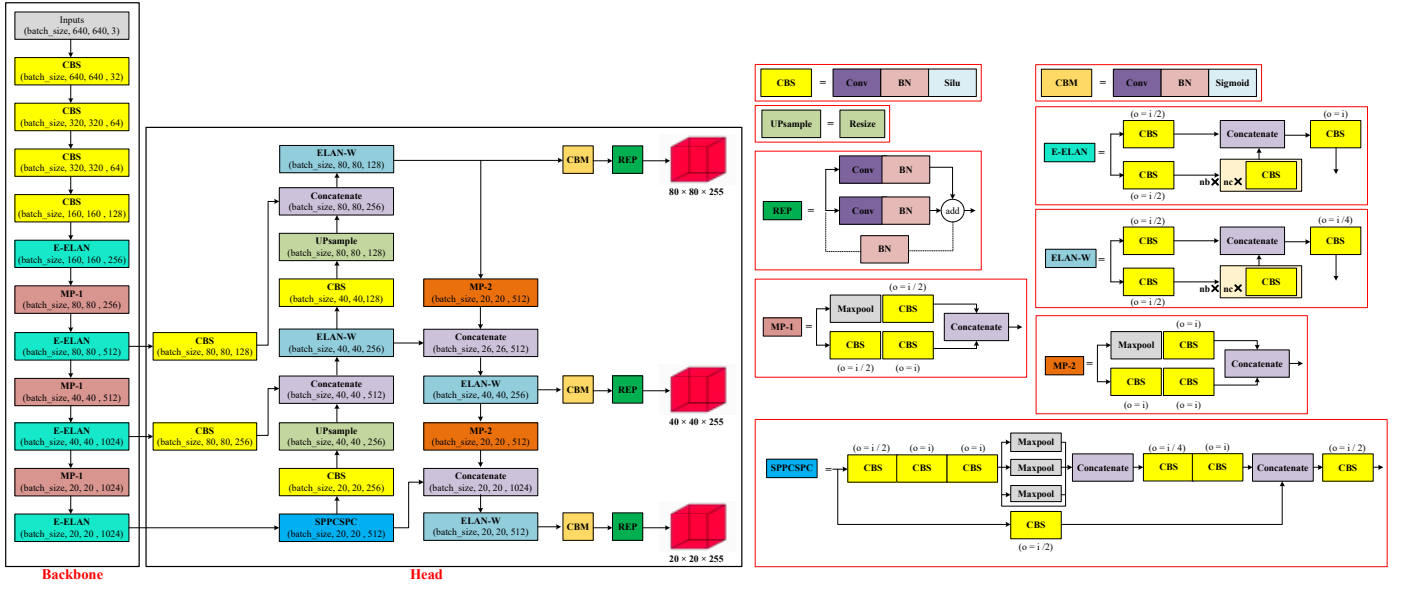 Inputs
(batch_size, 640, 640, 3)
CBS
(batch_size, 640, 640 , 32)
CBS
(batch_size, 320, 320 , 64)
CBS
(batch_size, 320, 320 , 64)
CBS
(batch_size, 160, 160 , 128)
E-ELAN
(batch_size, 160, 160 , 256)
MP-1
(batch_size, 80, 80 , 256)
E-ELAN
(batch_size, 80, 80 , 512)
MP-1
(batch_size, 40, 40 , 512)
E-ELAN
(batch_size, 40, 40 , 1024)
MP-1
(batch_size, 20, 20 , 1024)
E-ELAN
(batch_size, 20, 20 , 1024)
Backbone
CBS
(batch_size, 80, 80, 128)
CBS
(batch_size, 80, 80, 256)
ELAN-W
(batch_size, 80, 80, 128)
Concatenate
(batch_size, 80, 80, 256)
UPsample
(batch_size, 80, 80 , 128)
CBS
(batch_size, 40, 40,128)
ELAN-W
(batch_size, 40, 40, 256)
Concatenate
(batch_size, 40, 40 , 512)
UPsample
(batch_size, 40, 40 , 256)
CBS
(batch_size, 20, 20, 256)
SPPCSPC
(batch_size, 20, 20 , 512)
MP-2
(batch_size, 20, 20 , 512)
Concatenate
(batch_size, 26, 26, 512)
ELAN-W
(batch_size, 40, 40, 256)
MP-2
(batch_size, 20, 20 , 512)
Concatenate
(batch_size, 20, 20 , 1024)
ELAN-W
(batch_size, 20, 20, 512)
CBM
REP
80 × 80 × 255
CBM
REP
40 × 40 × 255
CBM
REP
20 × 20 × 255
Head
CBS = Conv BN Silu
UPsample = Resize
REP =
Conv BN
Conv BN
add
BN
MP-1 =
(o = i / 2)
Maxpool CBS
Concatenate
CBS CBS
(o = i / 2) (o = i)
CBM = Conv BN Sigmoid
E-ELAN =
(o = i /2) (o = i)
CBS Concatenate CBS
CBS nb× nc× CBS
(o = i /2)
ELAN-W =
(o = i /2) (o = i /4)
CBS Concatenate CBS
CBS nb× nc× CBS
(o = i /2)
MP-2 =
(o = i)
Maxpool CBS
Concatenate
CBS CBS
(o = i) (o = i)
SPPCSPC =
(o = i / 2) (o = i) (o = i) (o = i /4) (o = i) (o = i / 2)
Maxpool
CBS CBS CBS Maxpool Concatenate CBS CBS Concatenate CBS
Maxpool
CBS
(o = i /2)